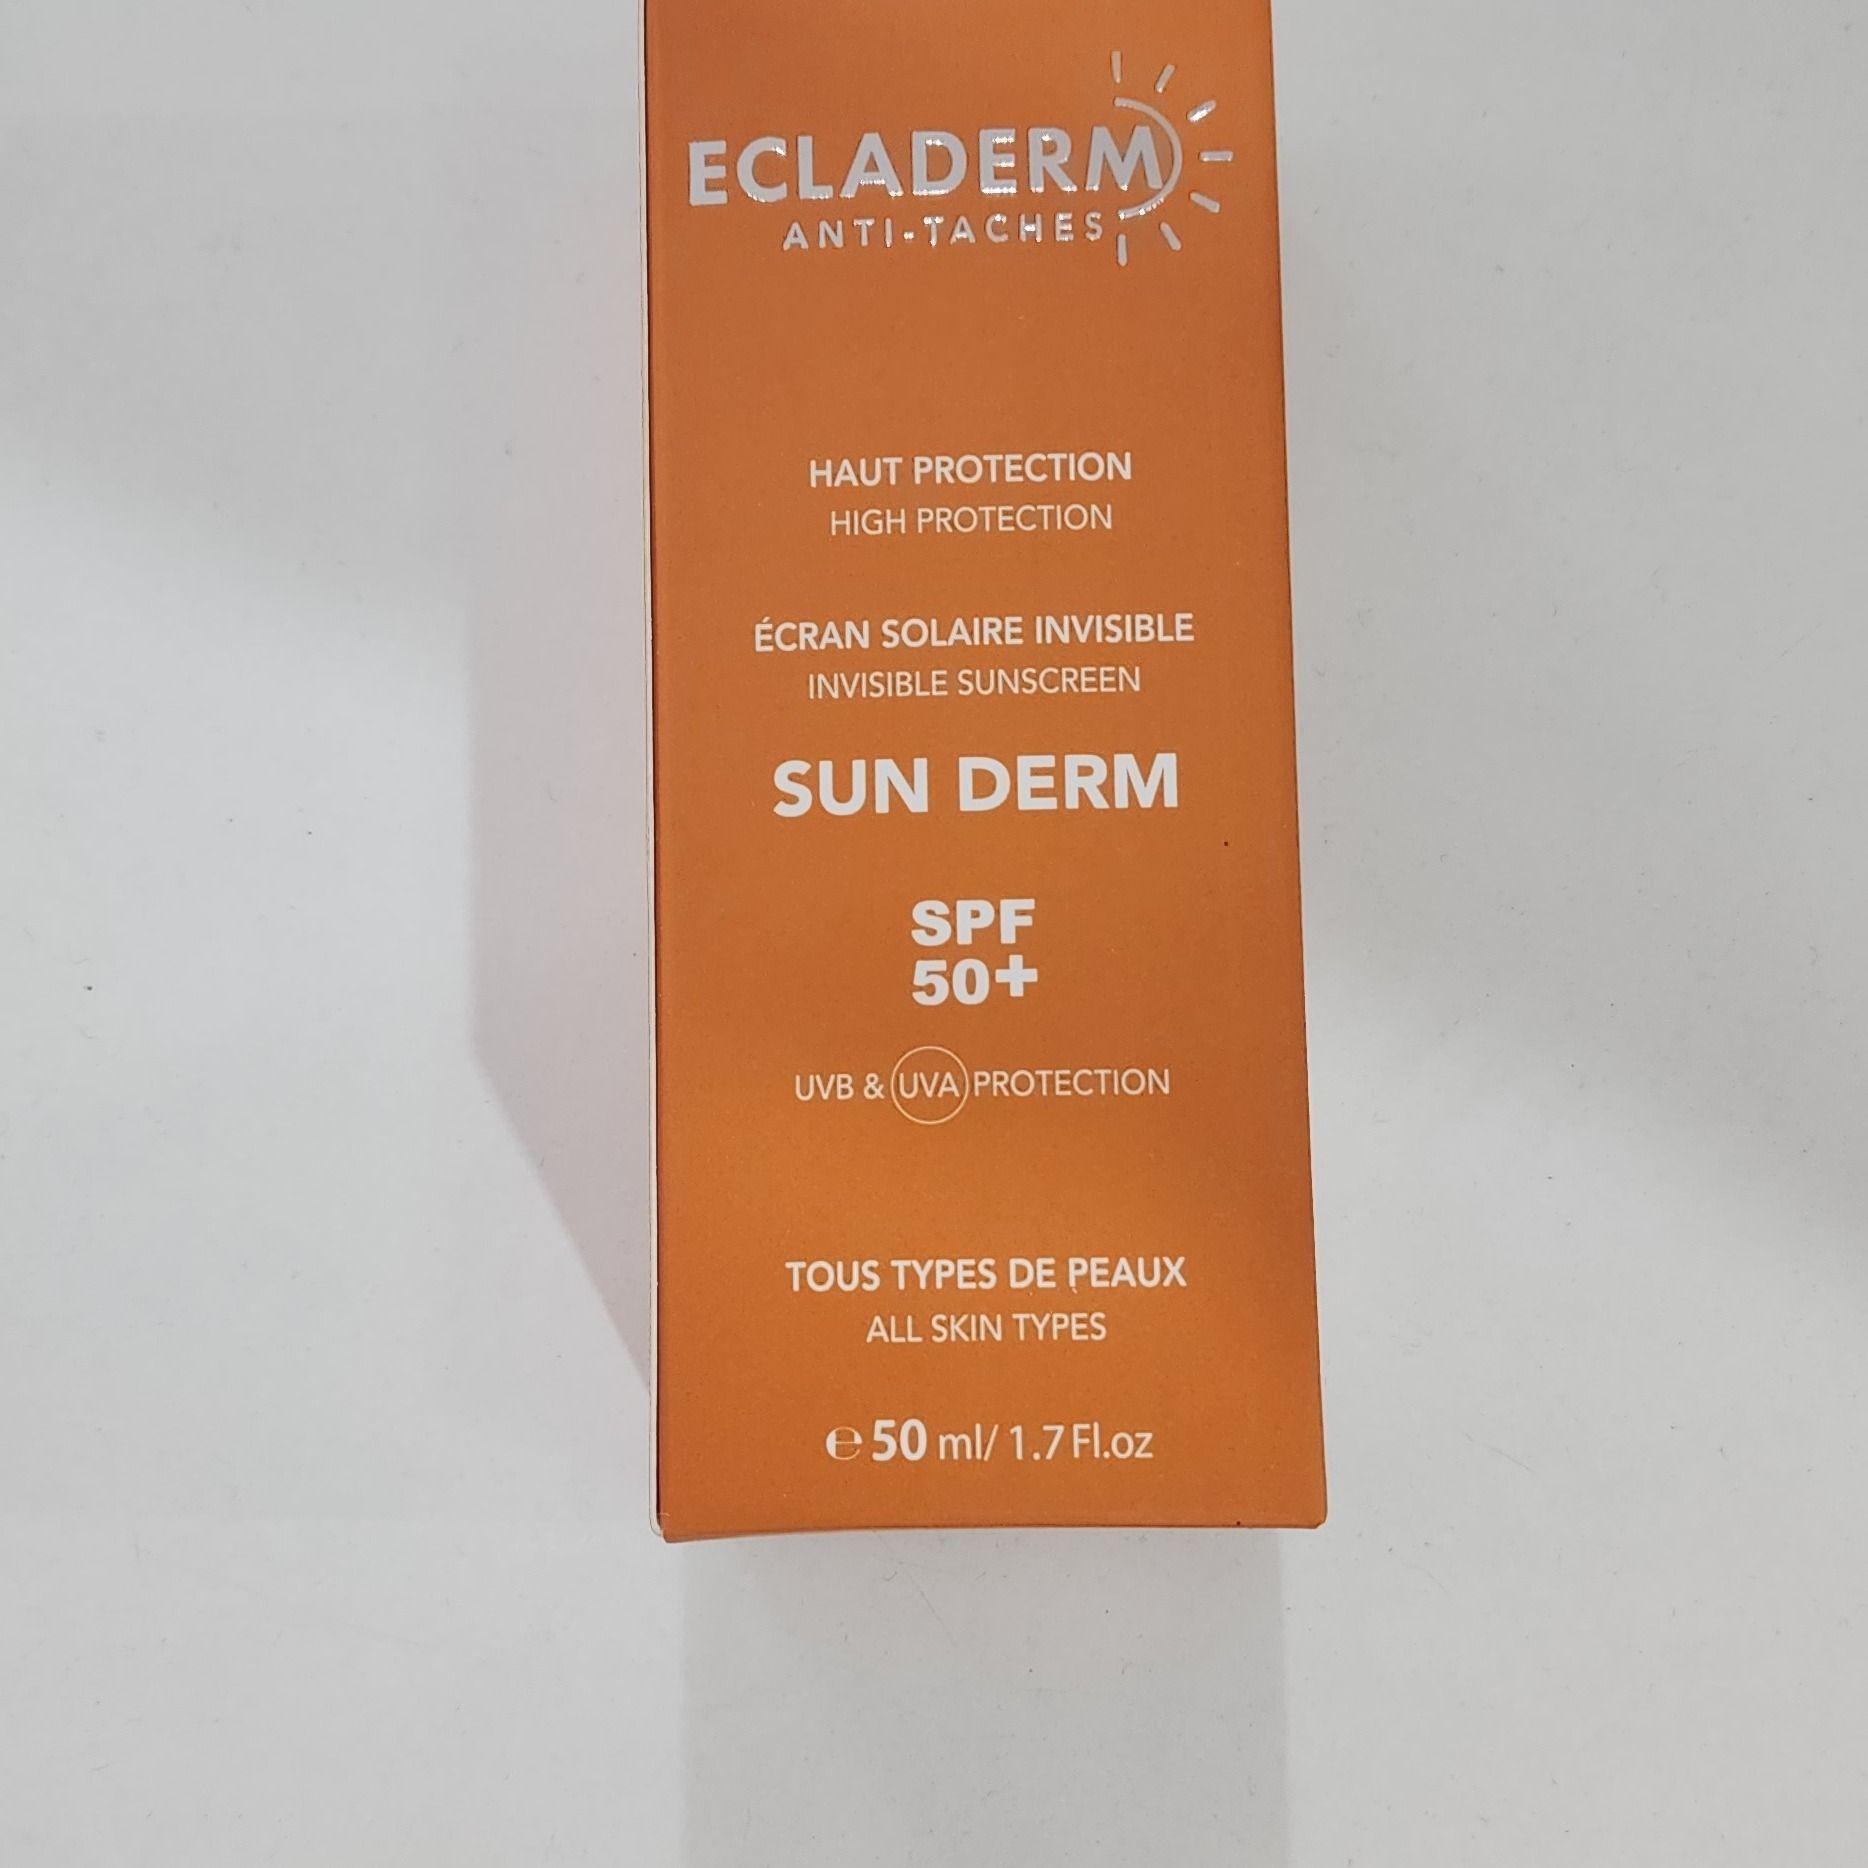 ECLADERM
ANTI-TACHES
HAUT PROTECTION
HIGH PROTECTION
ÉCRAN SOLAIRE INVISIBLE
INVISIBLE SUNSCREEN
SUN DERM
SPF
50+
UVB & UVA PROTECTION
TOUS TYPES DE PEAUX
ALL SKIN TYPES
℮ 50 ml/ 1.7 Fl.oz